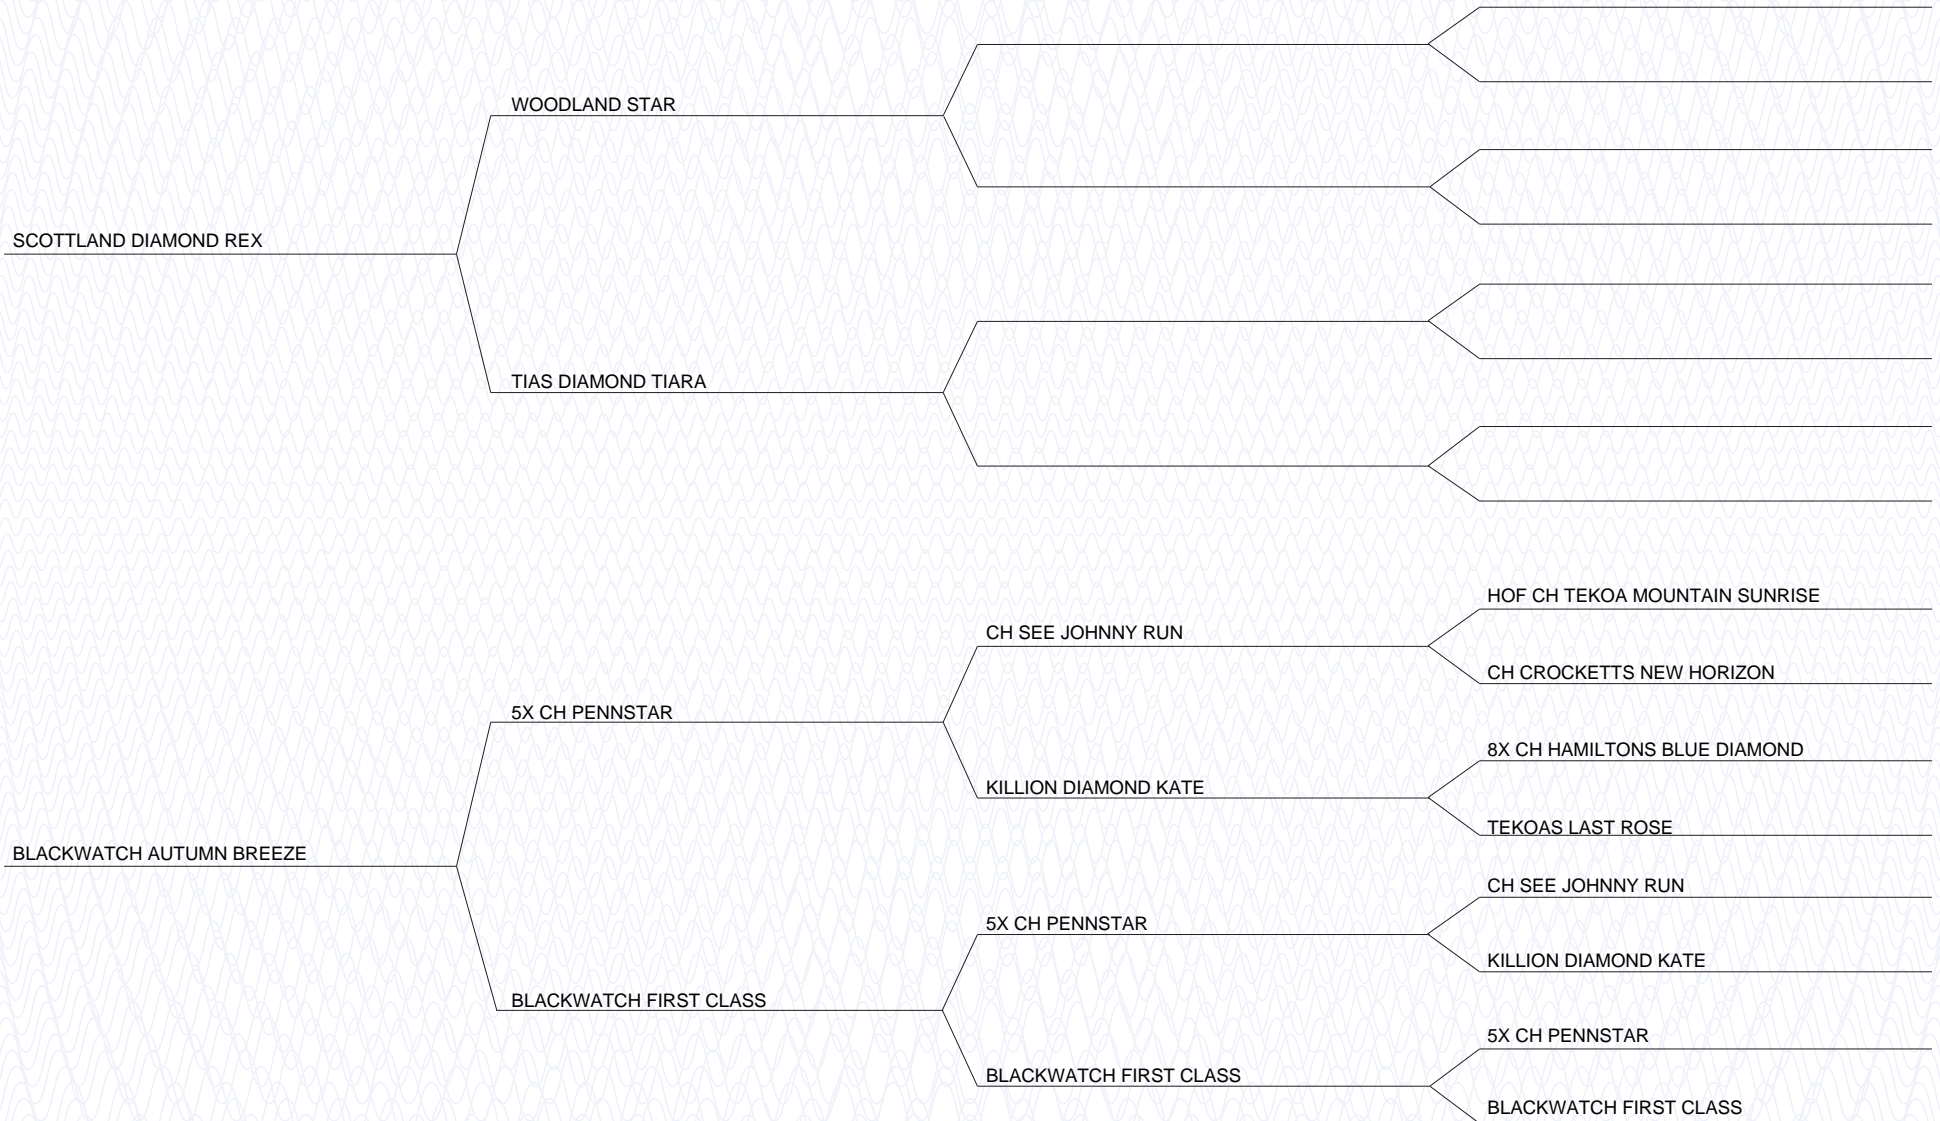 WOODLAND STAR
SCOTTLAND DIAMOND REX
TIAS DIAMOND TIARA
HOF CH TEKOA MOUNTAIN SUNRISE
CH SEE JOHNNY RUN
CH CROCKETTS NEW HORIZON
5X CH PENNSTAR
8X CH HAMILTONS BLUE DIAMOND
KILLION DIAMOND KATE
TEKOAS LAST ROSE
BLACKWATCH AUTUMN BREEZE
CH SEE JOHNNY RUN
5X CH PENNSTAR
KILLION DIAMOND KATE
BLACKWATCH FIRST CLASS
5X CH PENNSTAR
BLACKWATCH FIRST CLASS
BLACKWATCH FIRST CLASS